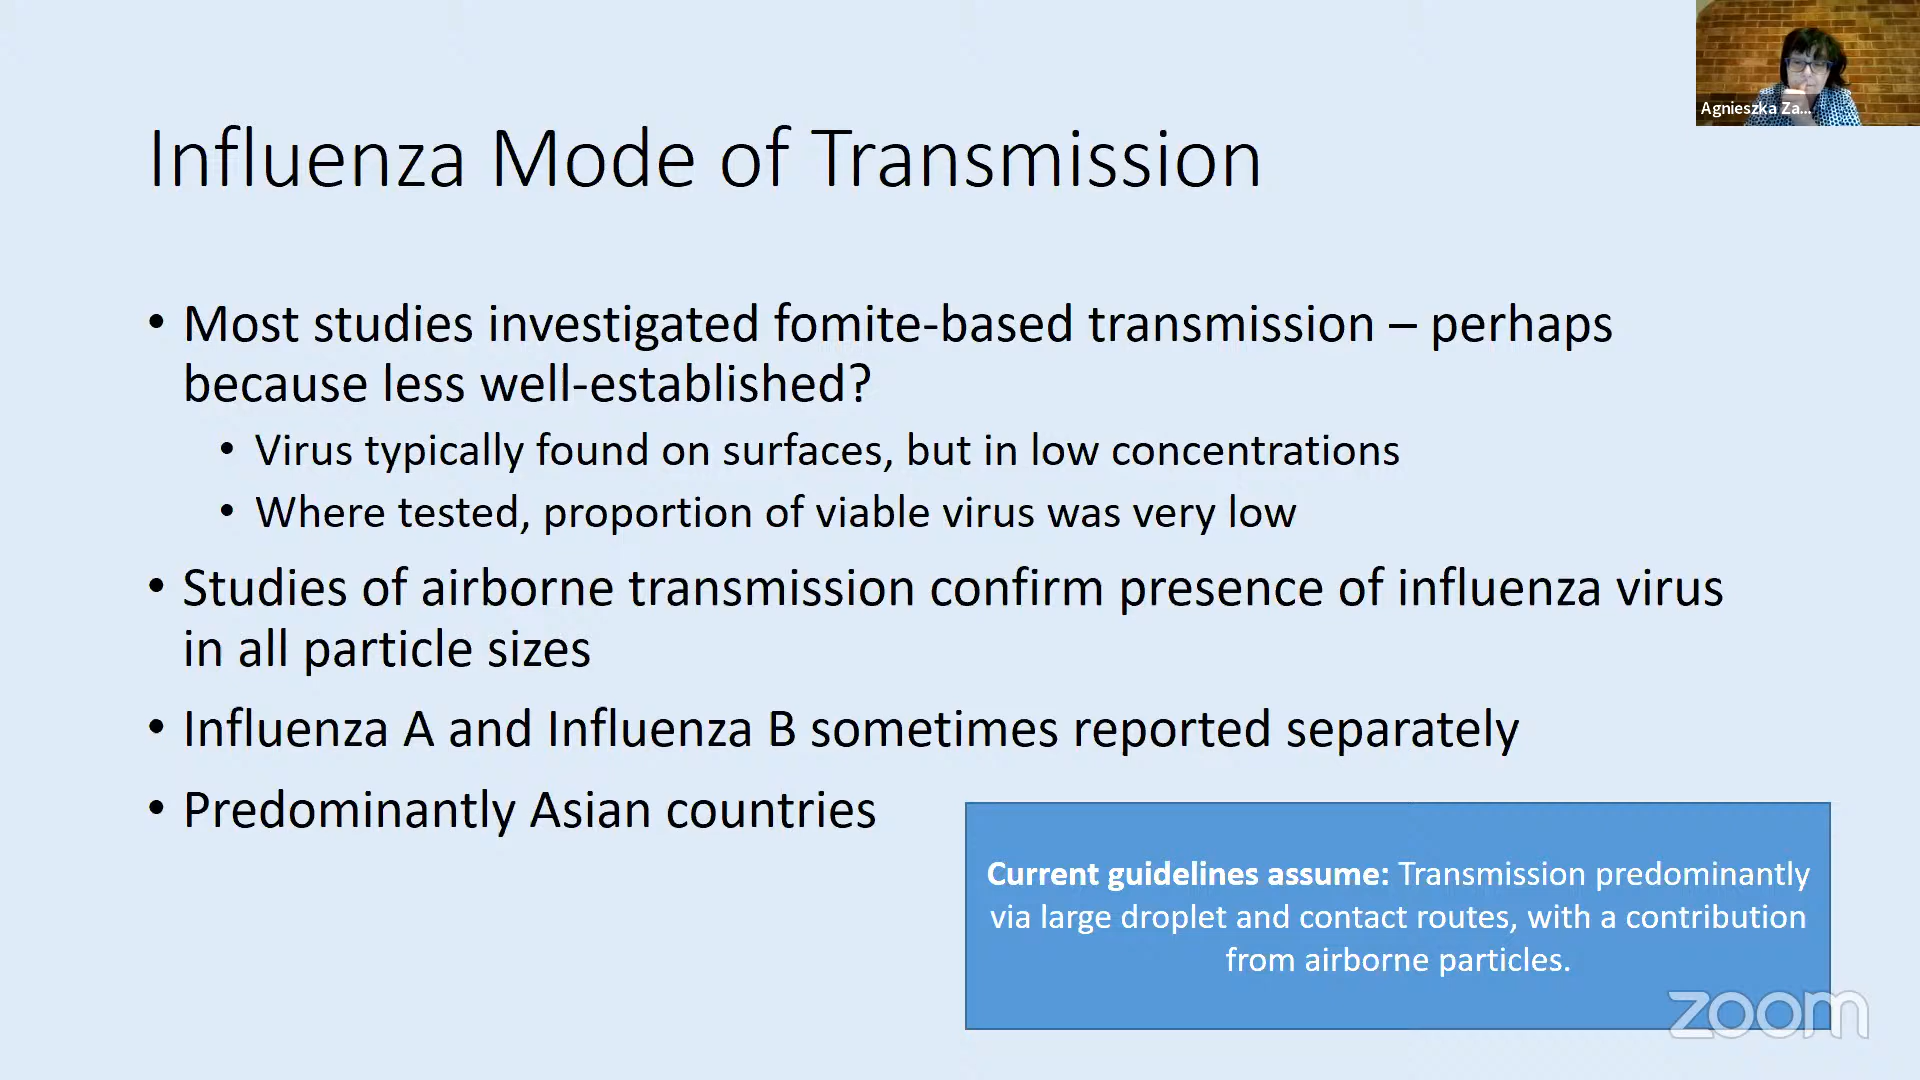 Agnieszka Za...
Influenza Mode of Transmission
• Most studies investigated fomite-based transmission – perhaps
because less well-established?
• Virus typically found on surfaces, but in low concentrations
• Where tested, proportion of viable virus was very low
• Studies of airborne transmission confirm presence of influenza virus
in all particle sizes
• Influenza A and Influenza B sometimes reported separately
• Predominantly Asian countries
Current guidelines assume: Transmission predominantly
via large droplet and contact routes, with a contribution
from airborne particles.
zoom